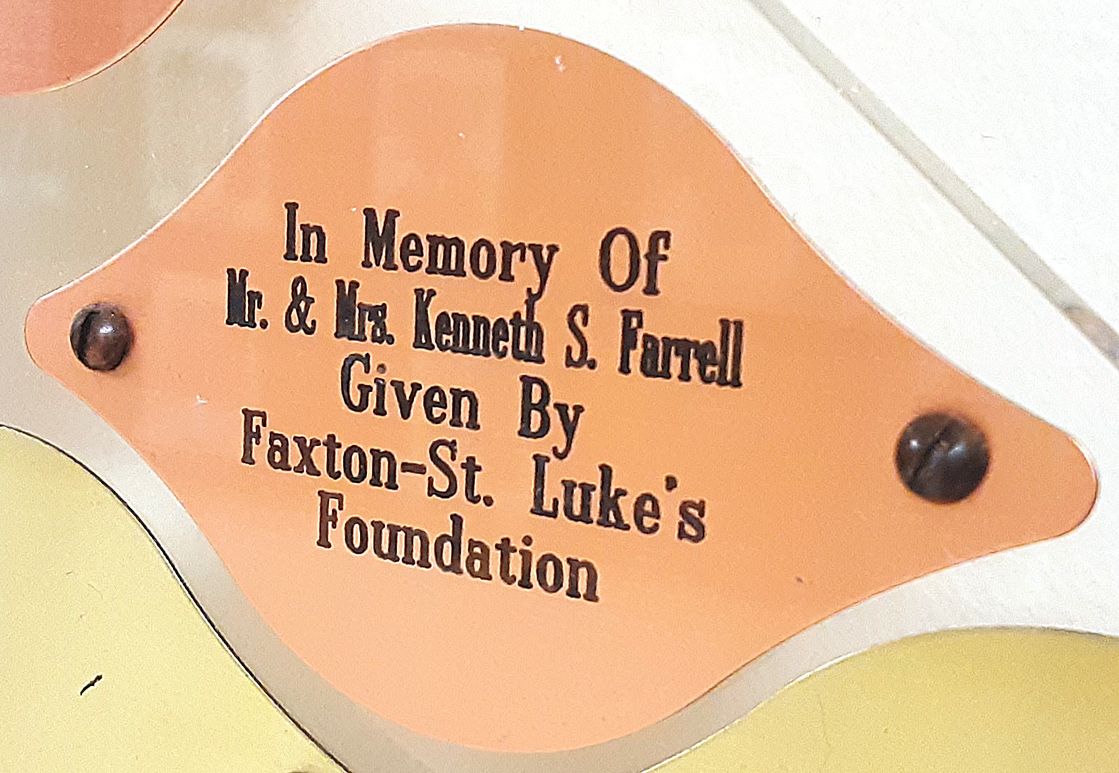 In Memory Of
Mr. & Mrs. Kenneth S. Farrell
Given By
Faxton-St. Luke's
Foundation